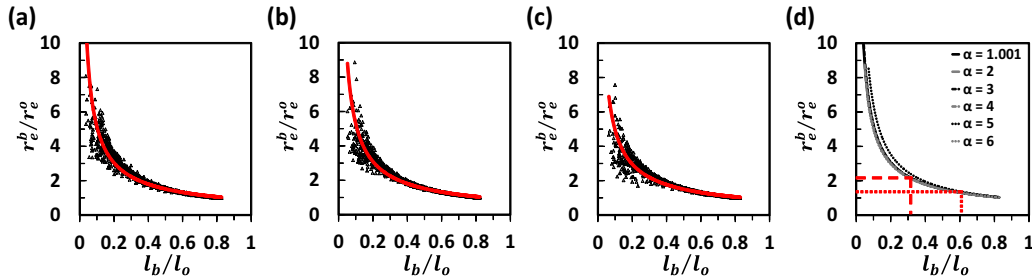 (a)
10
8
6
4
2
0
0 0.2 0.4 0.6 0.8 1
r_e^b/r_e^o
l_b/l_o
(b)
10
8
6
4
2
0
0 0.2 0.4 0.6 0.8 1
r_e^b/r_e^o
l_b/l_o
(c)
10
8
6
4
2
0
0 0.2 0.4 0.6 0.8 1
r_e^b/r_e^o
l_b/l_o
(d)
10
8
6
4
2
0
0 0.2 0.4 0.6 0.8 1
r_e^b/r_e^o
l_b/l_o
α = 1.001
α = 2
α = 3
α = 4
α = 5
α = 6